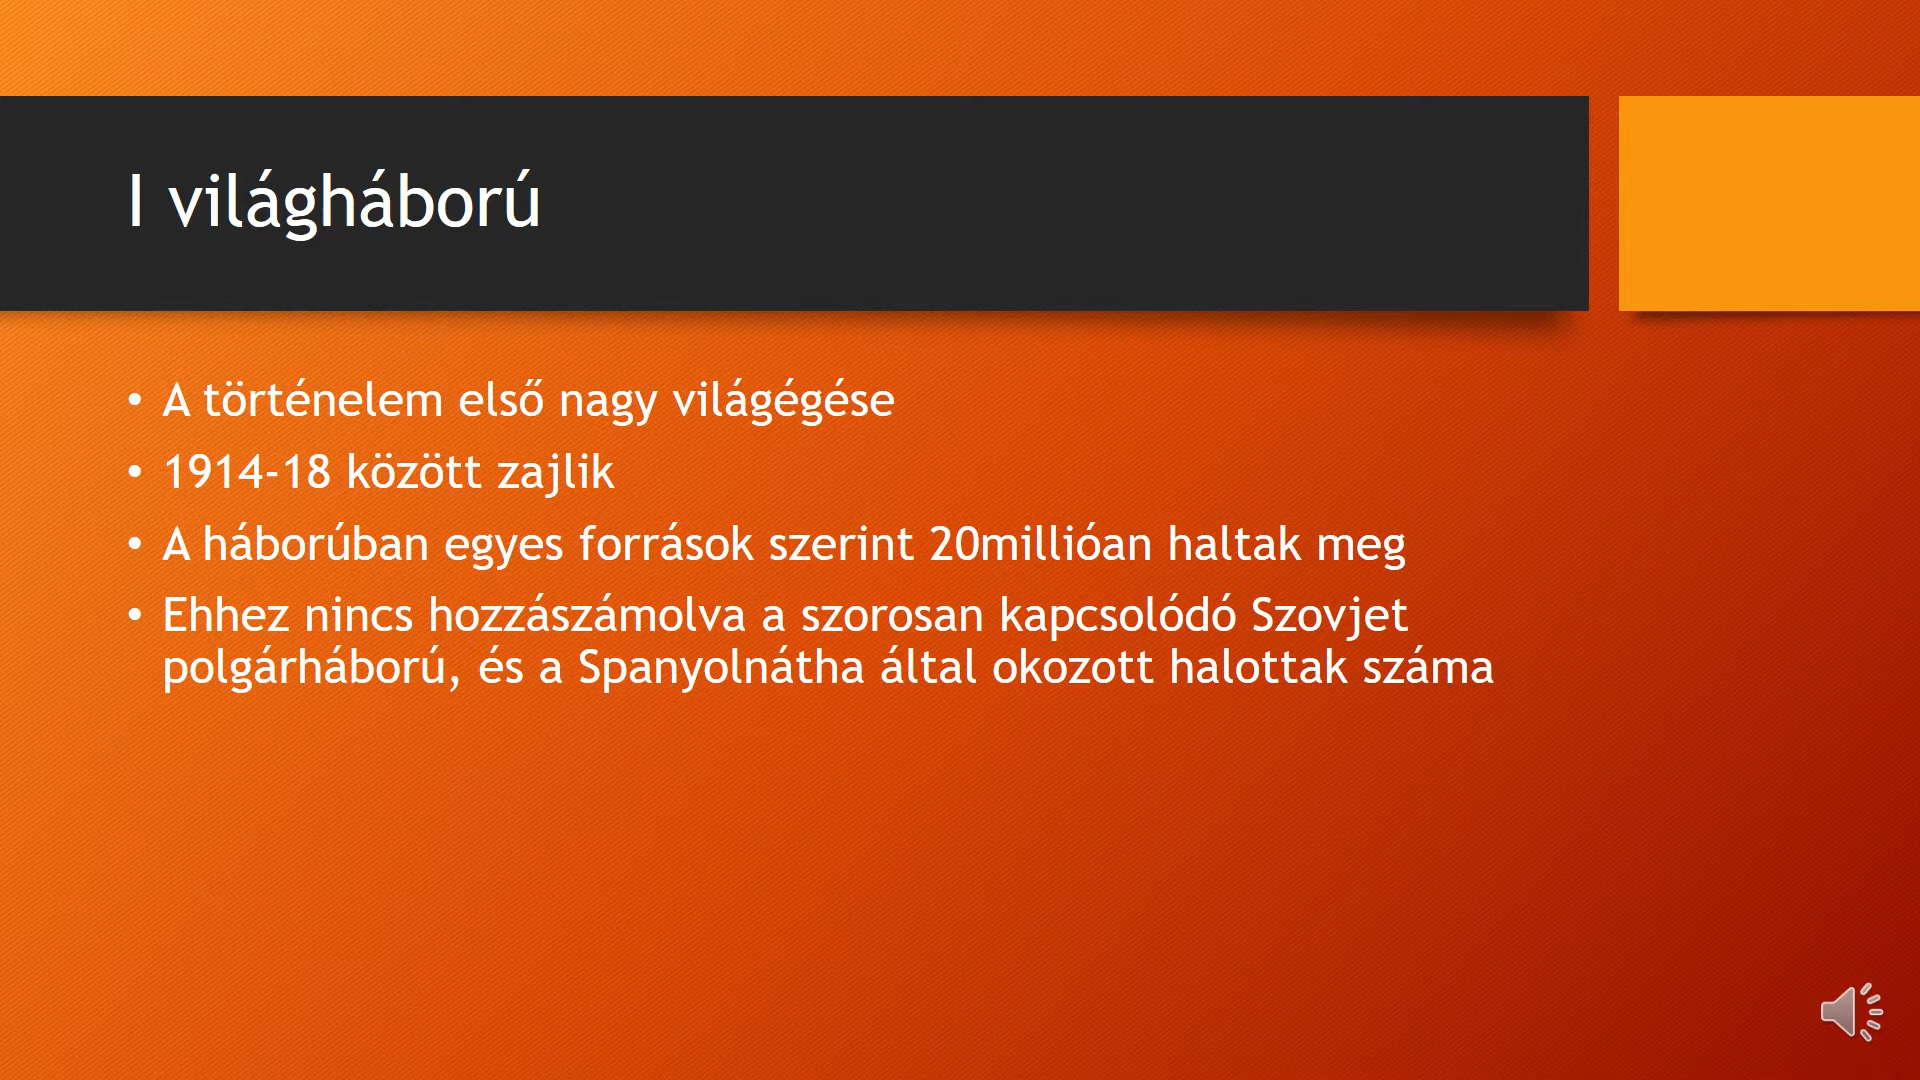 I világháború
• A történelem első nagy világégése
• 1914-18 között zajlik
• A háborúban egyes források szerint 20millióan haltak meg
• Ehhez nincs hozzászámolva a szorosan kapcsolódó Szovjet
polgárháború, és a Spanyolnátha által okozott halottak száma